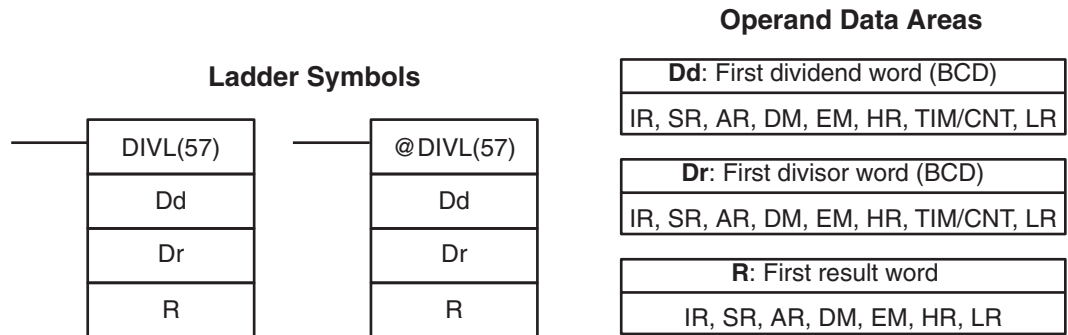 Ladder Symbols
DIVL(57)
Dd
Dr
R
@DIVL(57)
Dd
Dr
R
Operand Data Areas
Dd: First dividend word (BCD)
IR, SR, AR, DM, EM, HR, TIM/CNT, LR
Dr: First divisor word (BCD)
IR, SR, AR, DM, EM, HR, TIM/CNT, LR
R: First result word
IR, SR, AR, DM, EM, HR, LR